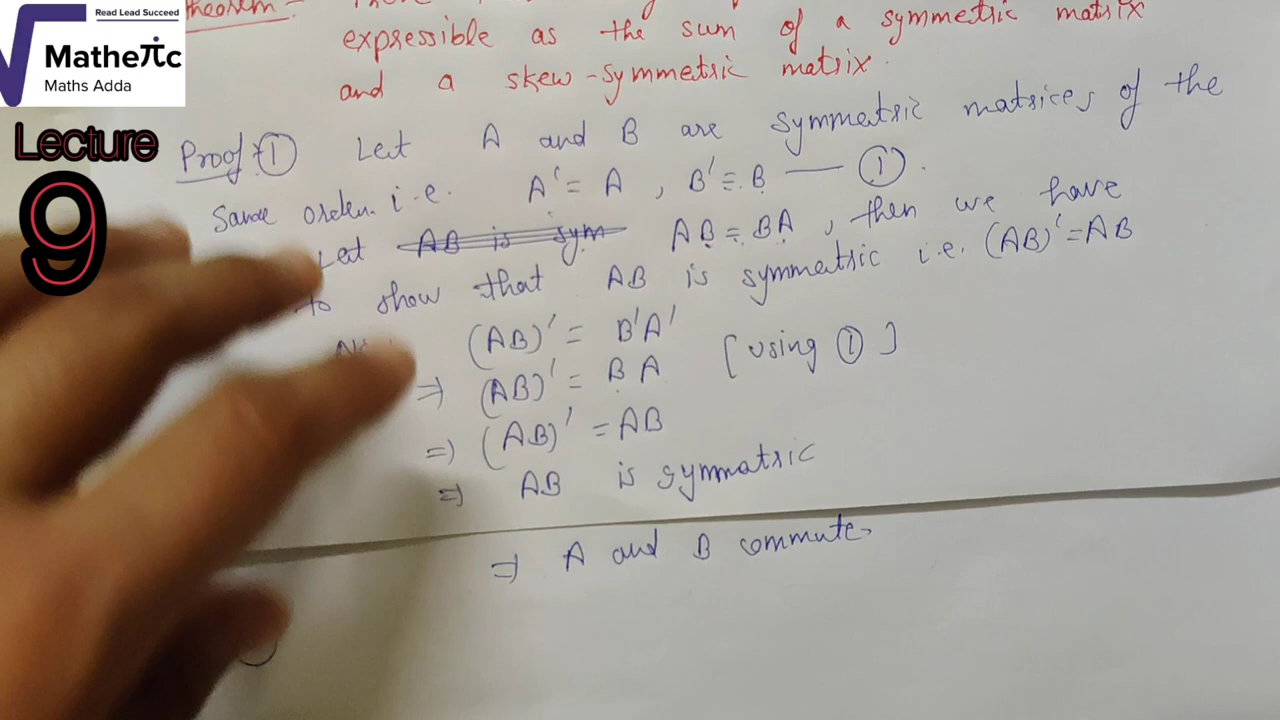 Read Lead Succeed
Matheπc
Maths Adda
Lecture
9
Theorem:-
expressible as the sum of a symmetric matrix
and a skew-symmetric matrix.
Proof:- ① Let A and B are symmetric matrices of the
Same order. i.e. A' = A , B' = B — ① .
Let AB is sym AB = BA , then we have
to show that AB is symmetric i.e. (AB)' = AB
(AB)' = B'A'
⇒ (AB)' = BA [using ①]
⇒ (AB)' = AB
⇒ AB is symmetric
⇒ A and B commute.